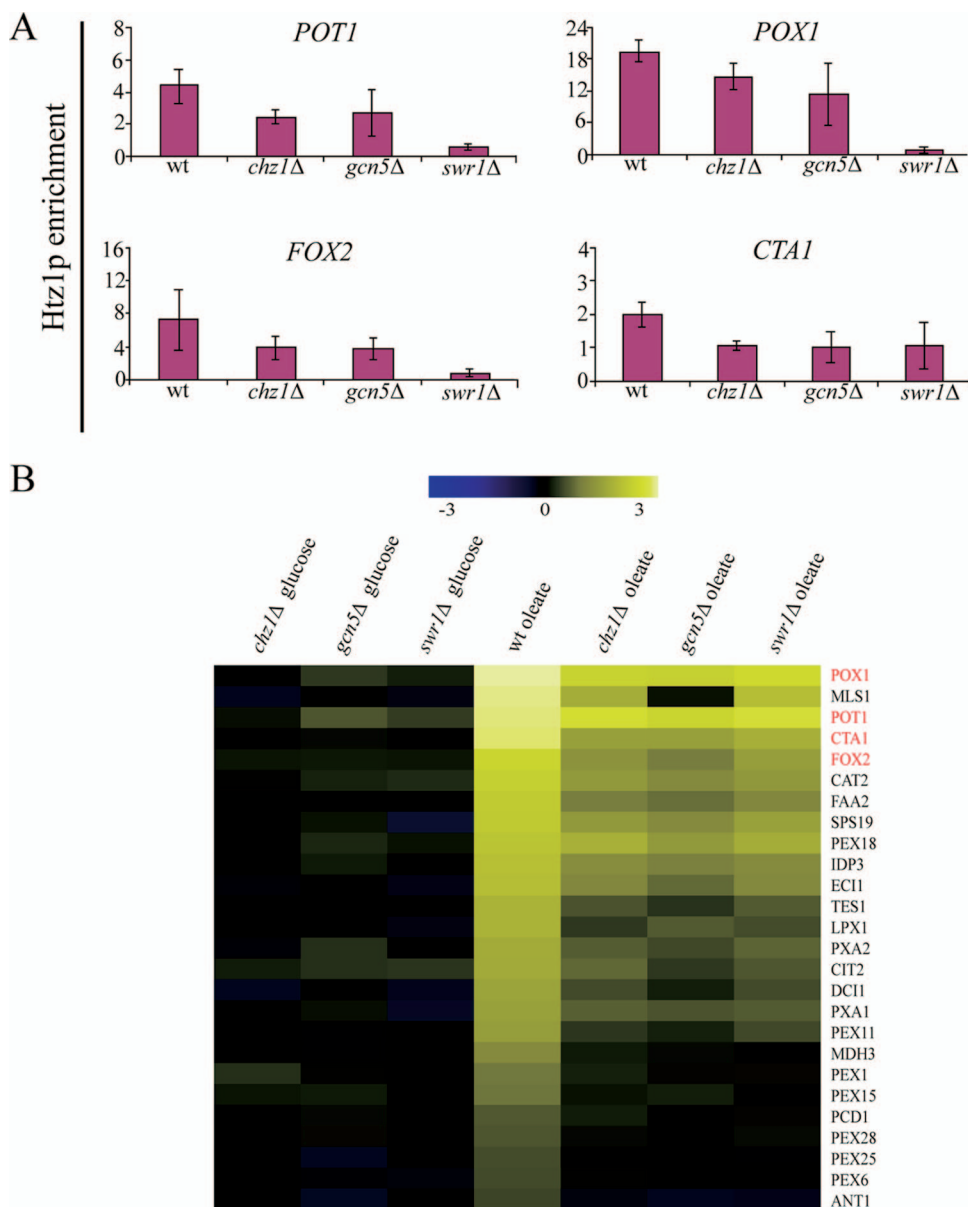 A
POT1
8
6
4
2
0
wt chz1Δ gcn5Δ swr1Δ
POX1
24
18
12
6
0
wt chz1Δ gcn5Δ swr1Δ
Htz1p enrichment
FOX2
16
12
8
4
0
wt chz1Δ gcn5Δ swr1Δ
CTA1
4
3
2
1
0
wt chz1Δ gcn5Δ swr1Δ
B
-3 0 3
chz1Δ glucose
gcn5Δ glucose
swr1Δ glucose
wt oleate
chz1Δ oleate
gcn5Δ oleate
swr1Δ oleate
POX1
MLS1
POT1
CTA1
FOX2
CAT2
FAA2
SPS19
PEX18
IDP3
ECI1
TES1
LPX1
PXA2
CIT2
DCI1
PXA1
PEX11
MDH3
PEX1
PEX15
PCD1
PEX28
PEX25
PEX6
ANT1